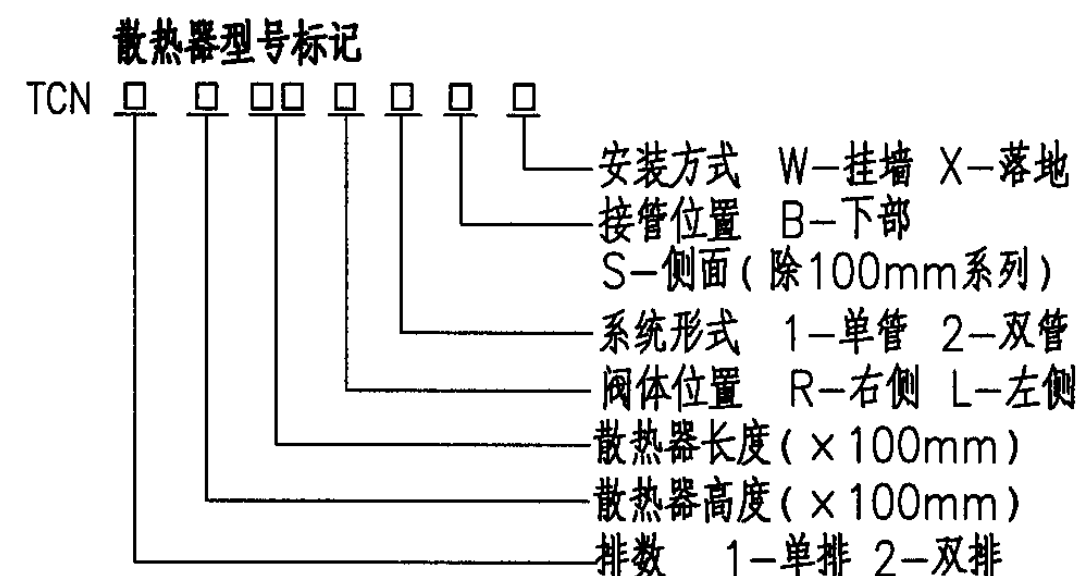 散热器型号标记
TCN □ □ □□ □ □ □ □
安装方式 W-挂墙 X-落地
接管位置 B-下部
S-侧面(除100mm系列)
系统形式 1-单管 2-双管
阀体位置 R-右侧 L-左侧
散热器长度(×100mm)
散热器高度(×100mm)
排数 1-单排 2-双排